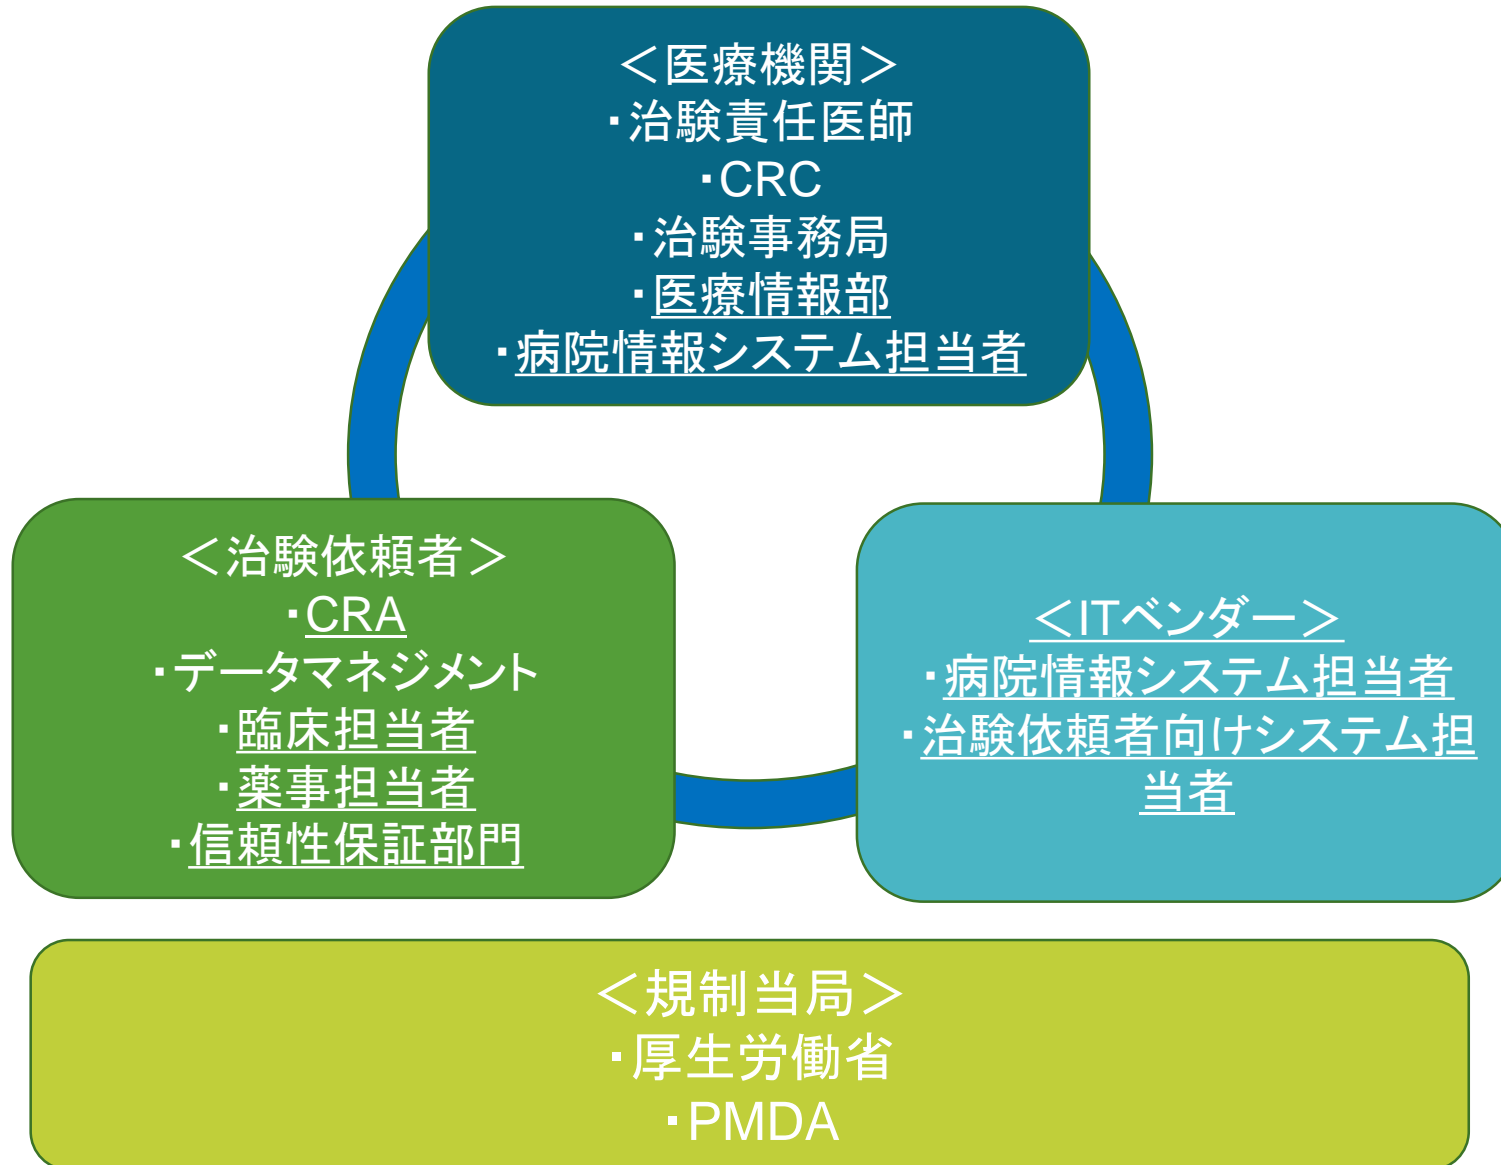 ＜医療機関＞
・治験責任医師
・CRC
・治験事務局
・医療情報部
・病院情報システム担当者
＜治験依頼者＞
・CRA
・データマネジメント
・臨床担当者
・薬事担当者
・信頼性保証部門
＜ITベンダー＞
・病院情報システム担当者
・治験依頼者向けシステム担
当者
＜規制当局＞
・厚生労働省
・PMDA